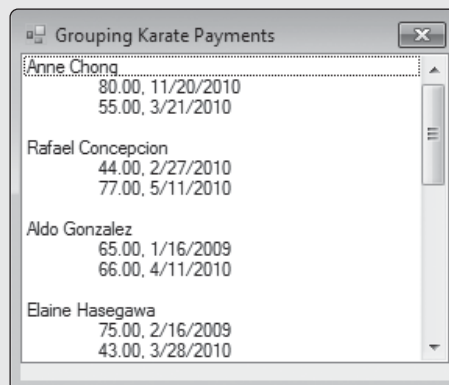 Grouping Karate Payments
Anne Chong
80.00, 11/20/2010
55.00, 3/21/2010
Rafael Concepcion
44.00, 2/27/2010
77.00, 5/11/2010
Aldo Gonzalez
65.00, 1/16/2009
66.00, 4/11/2010
Elaine Hasegawa
75.00, 2/16/2009
43.00, 3/28/2010